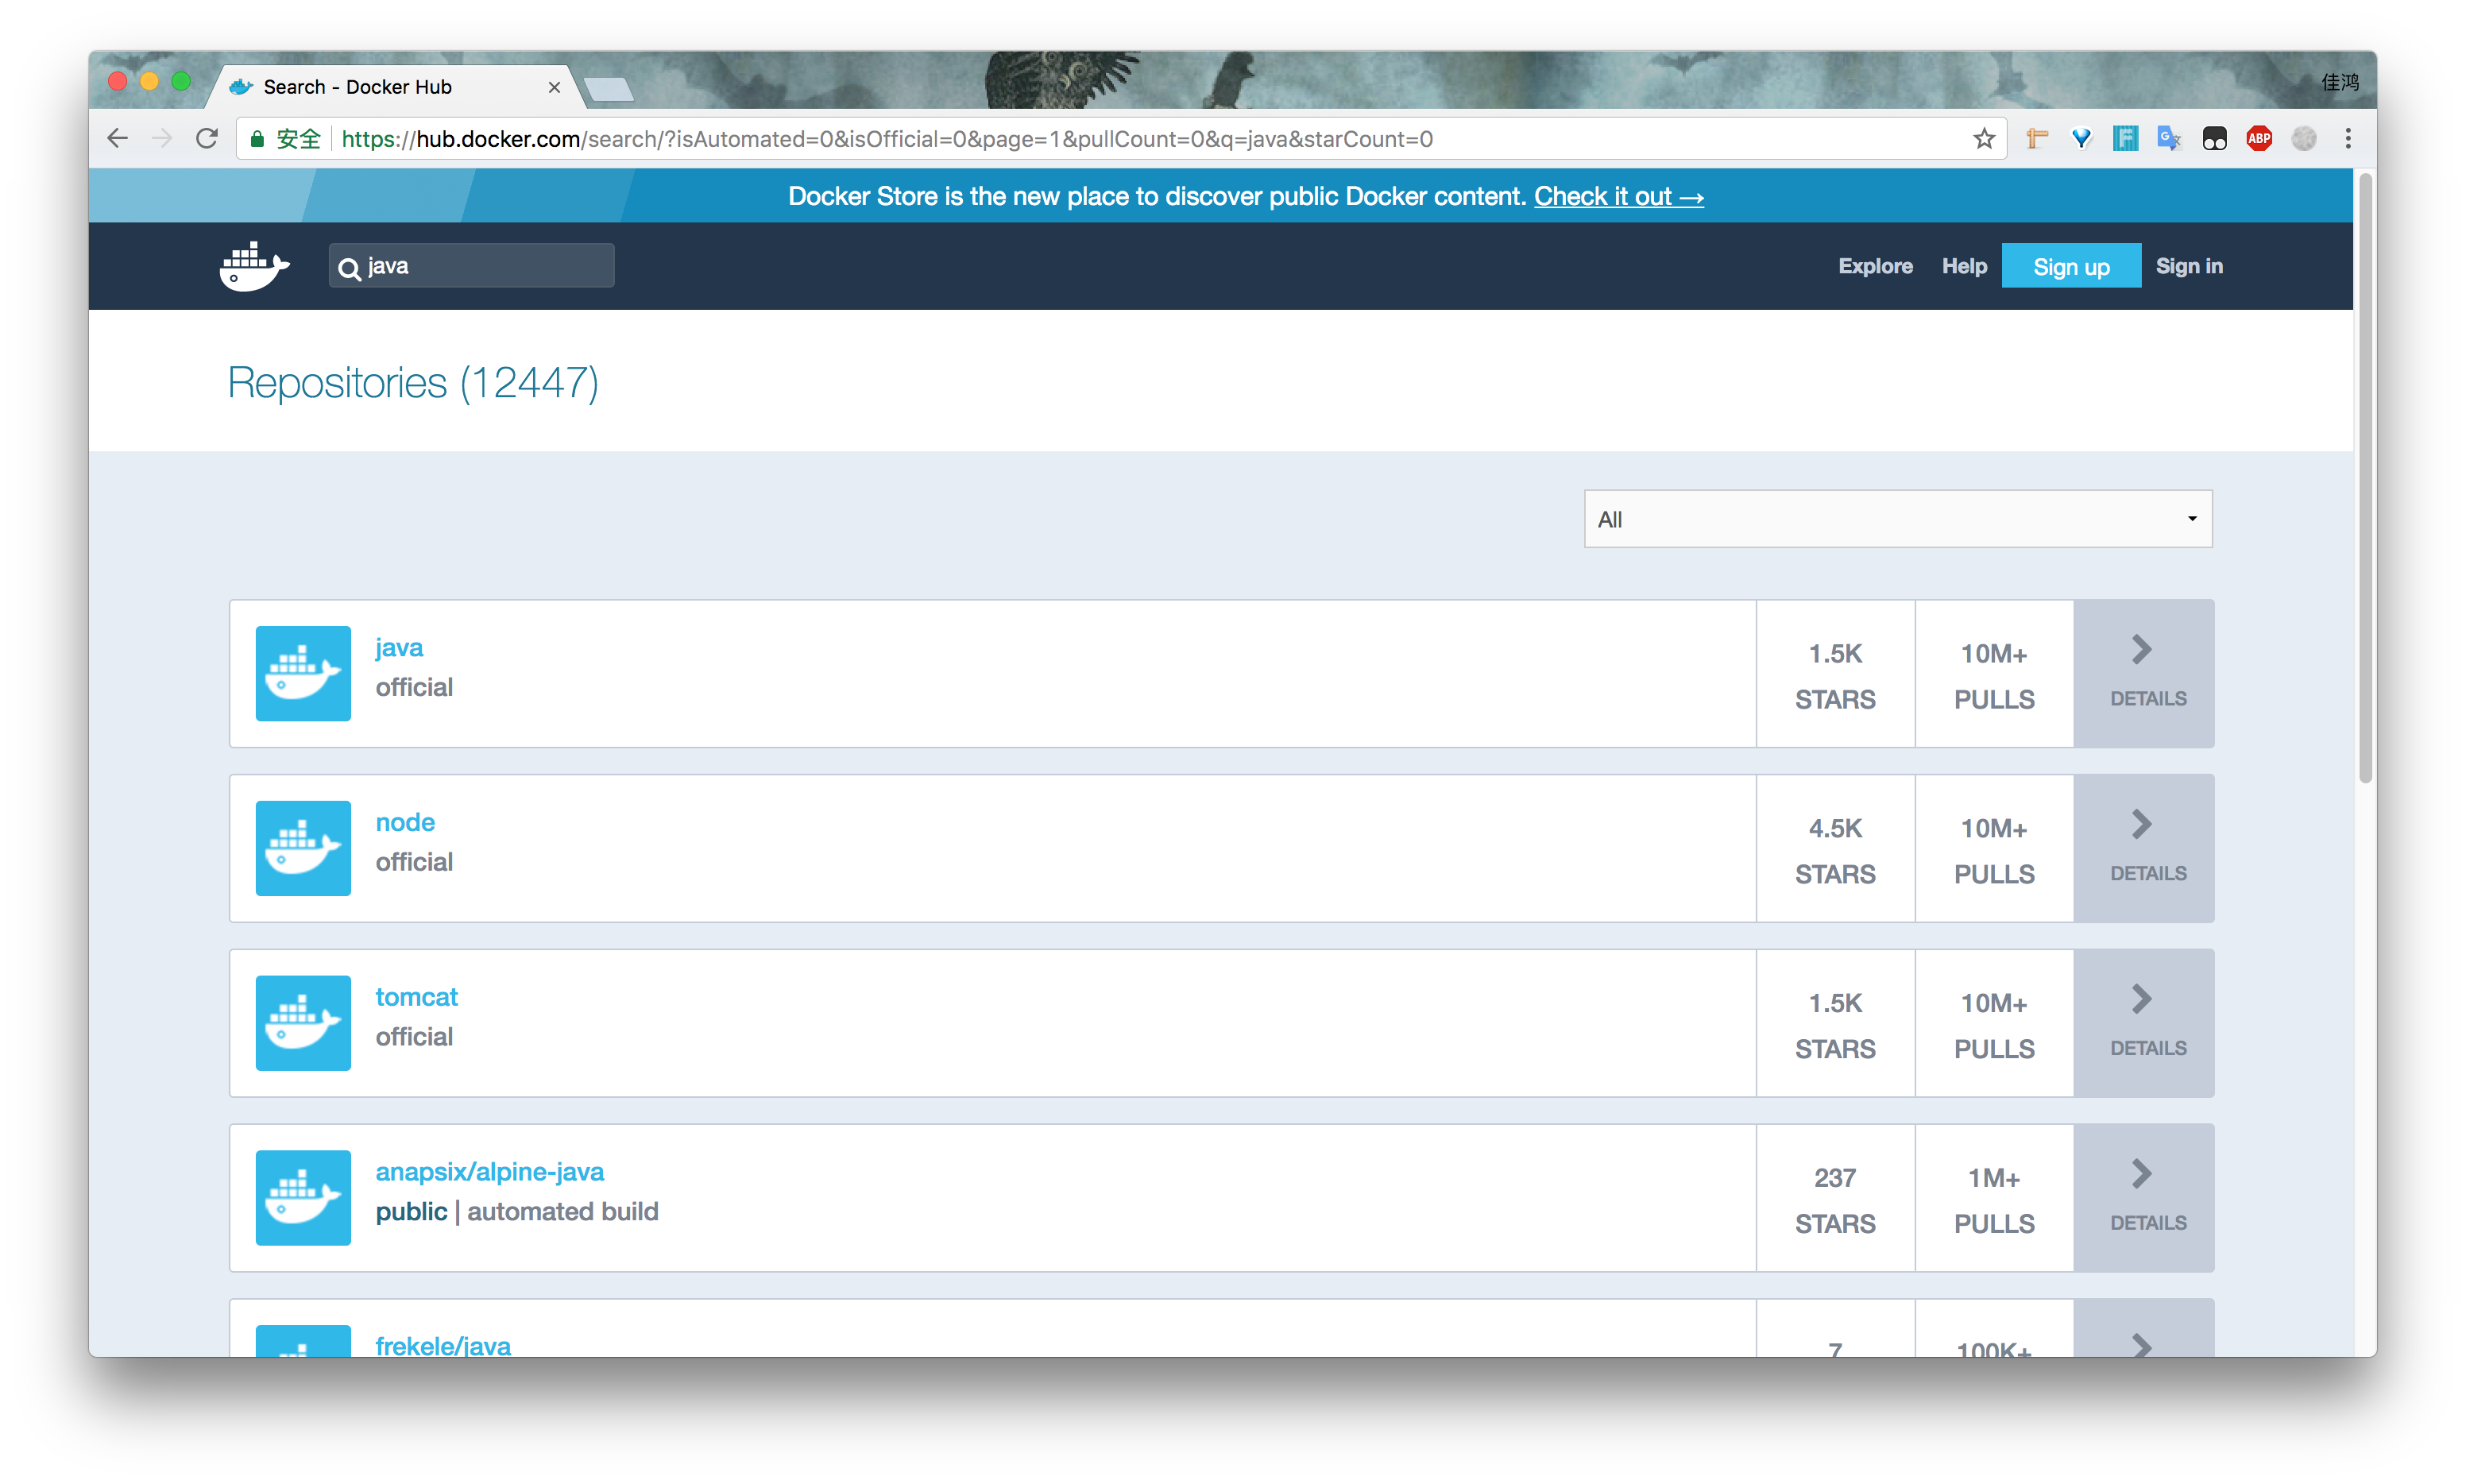 Search - Docker Hub
佳鸿
安全 https://hub.docker.com/search/?isAutomated=0&isOfficial=0&page=1&pullCount=0&q=java&starCount=0
ABP
Docker Store is the new place to discover public Docker content. Check it out →
java
Explore Help Sign up Sign in
Repositories (12447)
All
java
official
1.5K
STARS
10M+
PULLS
DETAILS
node
official
4.5K
STARS
10M+
PULLS
DETAILS
tomcat
official
1.5K
STARS
10M+
PULLS
DETAILS
anapsix/alpine-java
public | automated build
237
STARS
1M+
PULLS
DETAILS
frekele/java
7
100K+